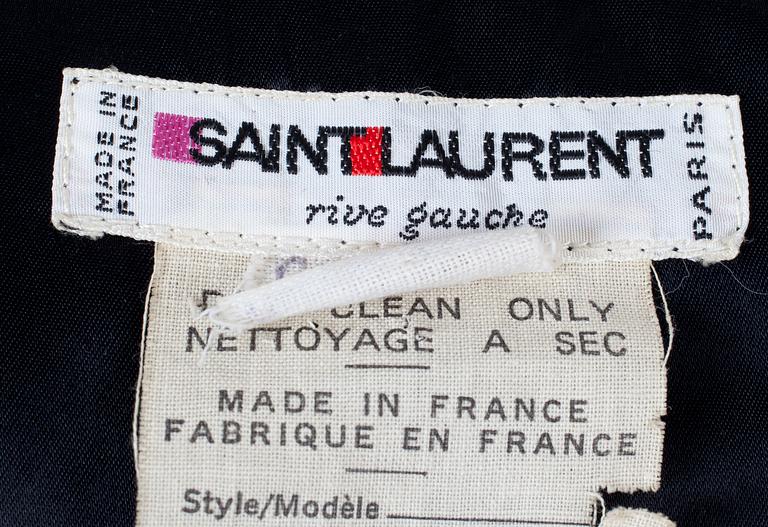 MADE IN
FRANCE
SAINT LAURENT
rive gauche
PARIS
CLEAN ONLY
NETTOYAGE A SEC
MADE IN FRANCE
FABRIQUE EN FRANCE
Style/Modèle